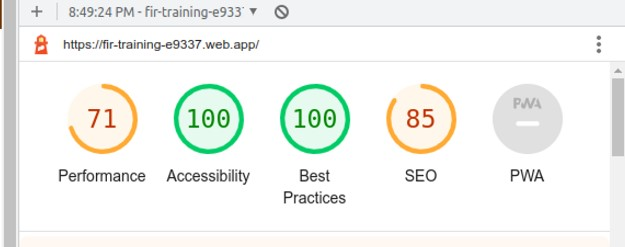 8:49:24 PM - fir-training-e933
https://fir-training-e9337.web.app/
71 100 100 85 PWA
Performance Accessibility Best Practices SEO PWA